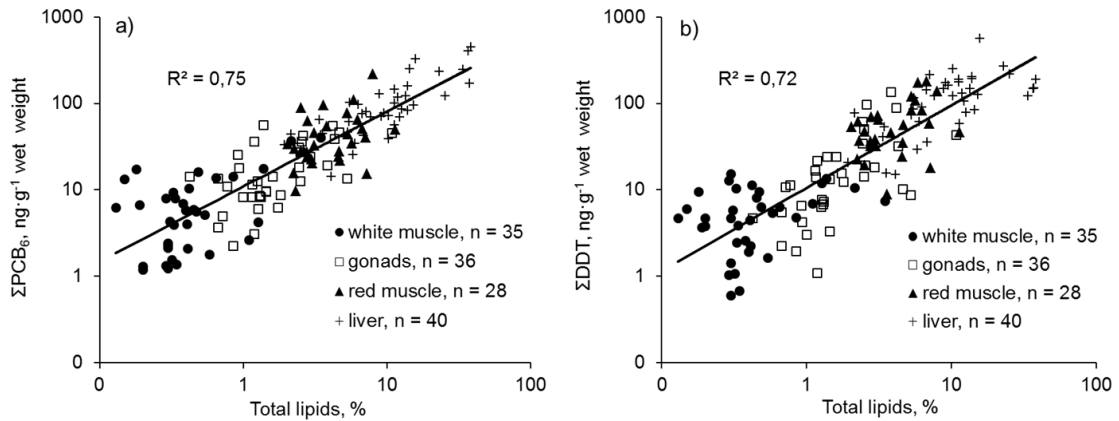 a)
1000
100
10
1
0
0
1
10
100
R² = 0,75
ΣPCB₆, ng·g⁻¹ wet weight
Total lipids, %
white muscle, n = 35
gonads, n = 36
red muscle, n = 28
liver, n = 40
b)
1000
100
10
1
0
0
1
10
100
R² = 0,72
ΣDDT, ng·g⁻¹ wet weight
Total lipids, %
white muscle, n = 35
gonads, n = 36
red muscle, n = 28
liver, n = 40